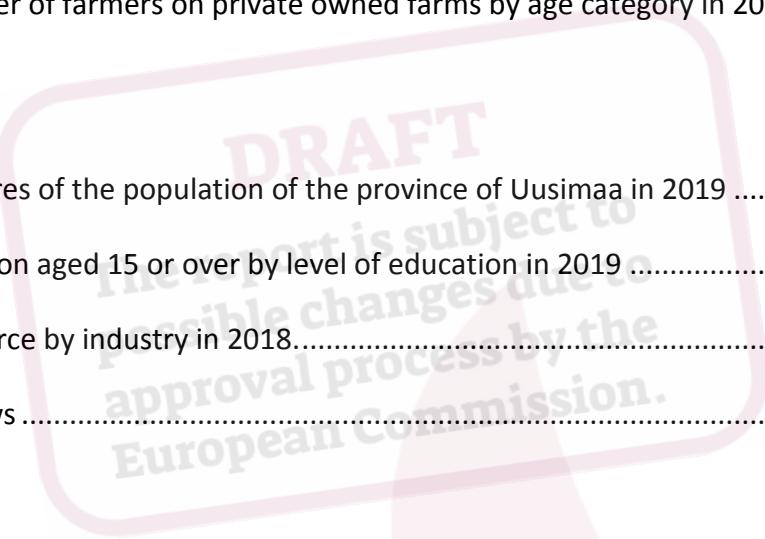 er of farmers on private owned farms by age category in 20
DRAFT
res of the population of the province of Uusimaa in 2019 ....
The report is subject to
on aged 15 or over by level of education in 2019 ...............
possible changes due to
rce by industry in 2018..................................................
approval process by the
vs ................................................................................
European Commission.